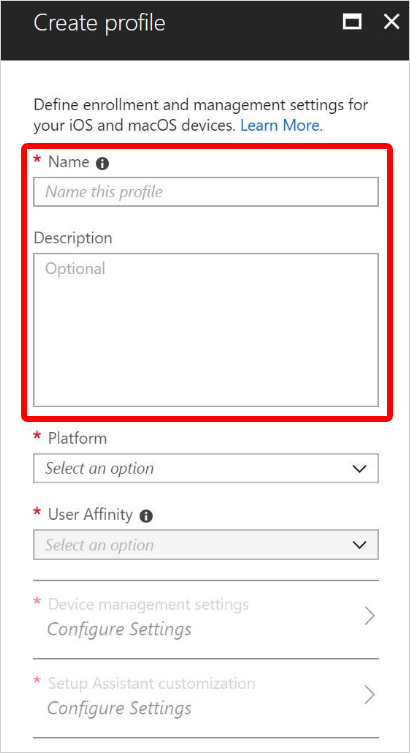 Create profile
Define enrollment and management settings for
your iOS and macOS devices. Learn More.
* Name
Name this profile
Description
Optional
* Platform
Select an option
* User Affinity
Select an option
* Device management settings
Configure Settings
* Setup Assistant customization
Configure Settings